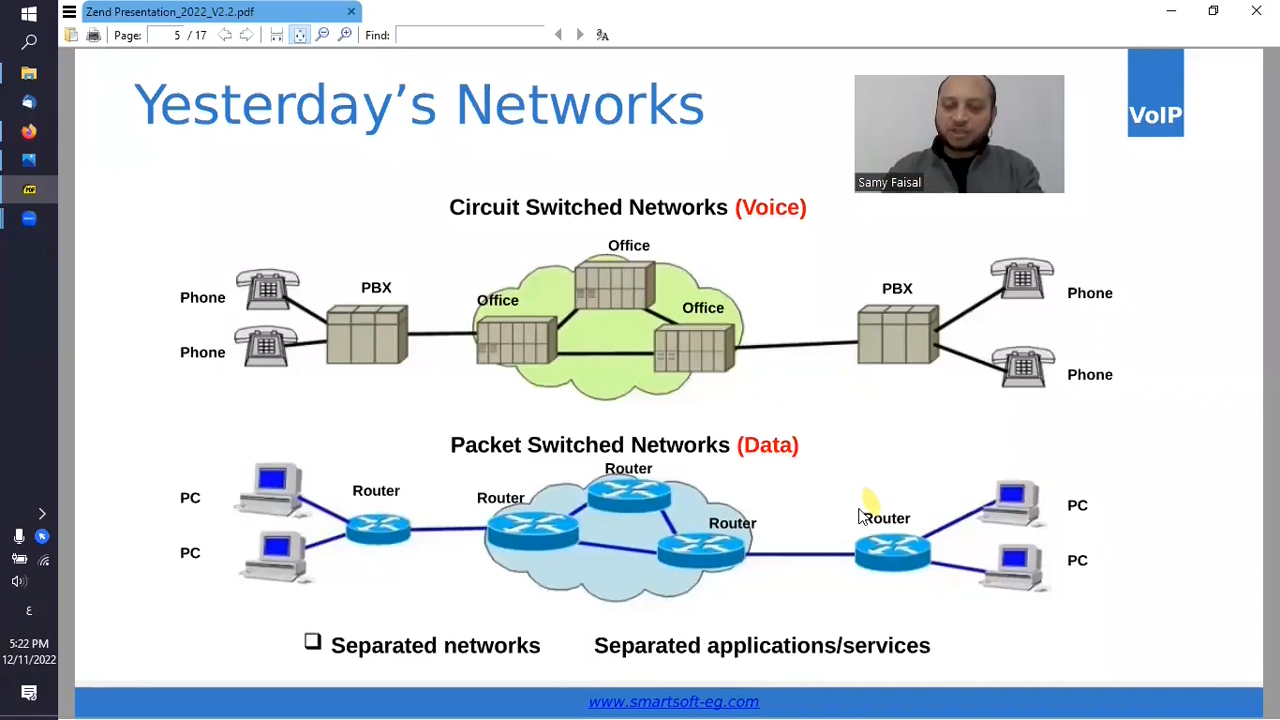 Zend Presentation_2022_V2.2.pdf
Page: 5 / 17 Find:
Yesterday's Networks
VoIP
Samy Faisal
Circuit Switched Networks (Voice)
Office
PBX
Office
Office
PBX
Phone
Phone
Phone
Phone
Packet Switched Networks (Data)
Router
PC
Router
Router
Router
Router
PC
PC
PC
Separated networks Separated applications/services
www.smartsoft-eg.com
ع
5:22 PM
12/11/2022